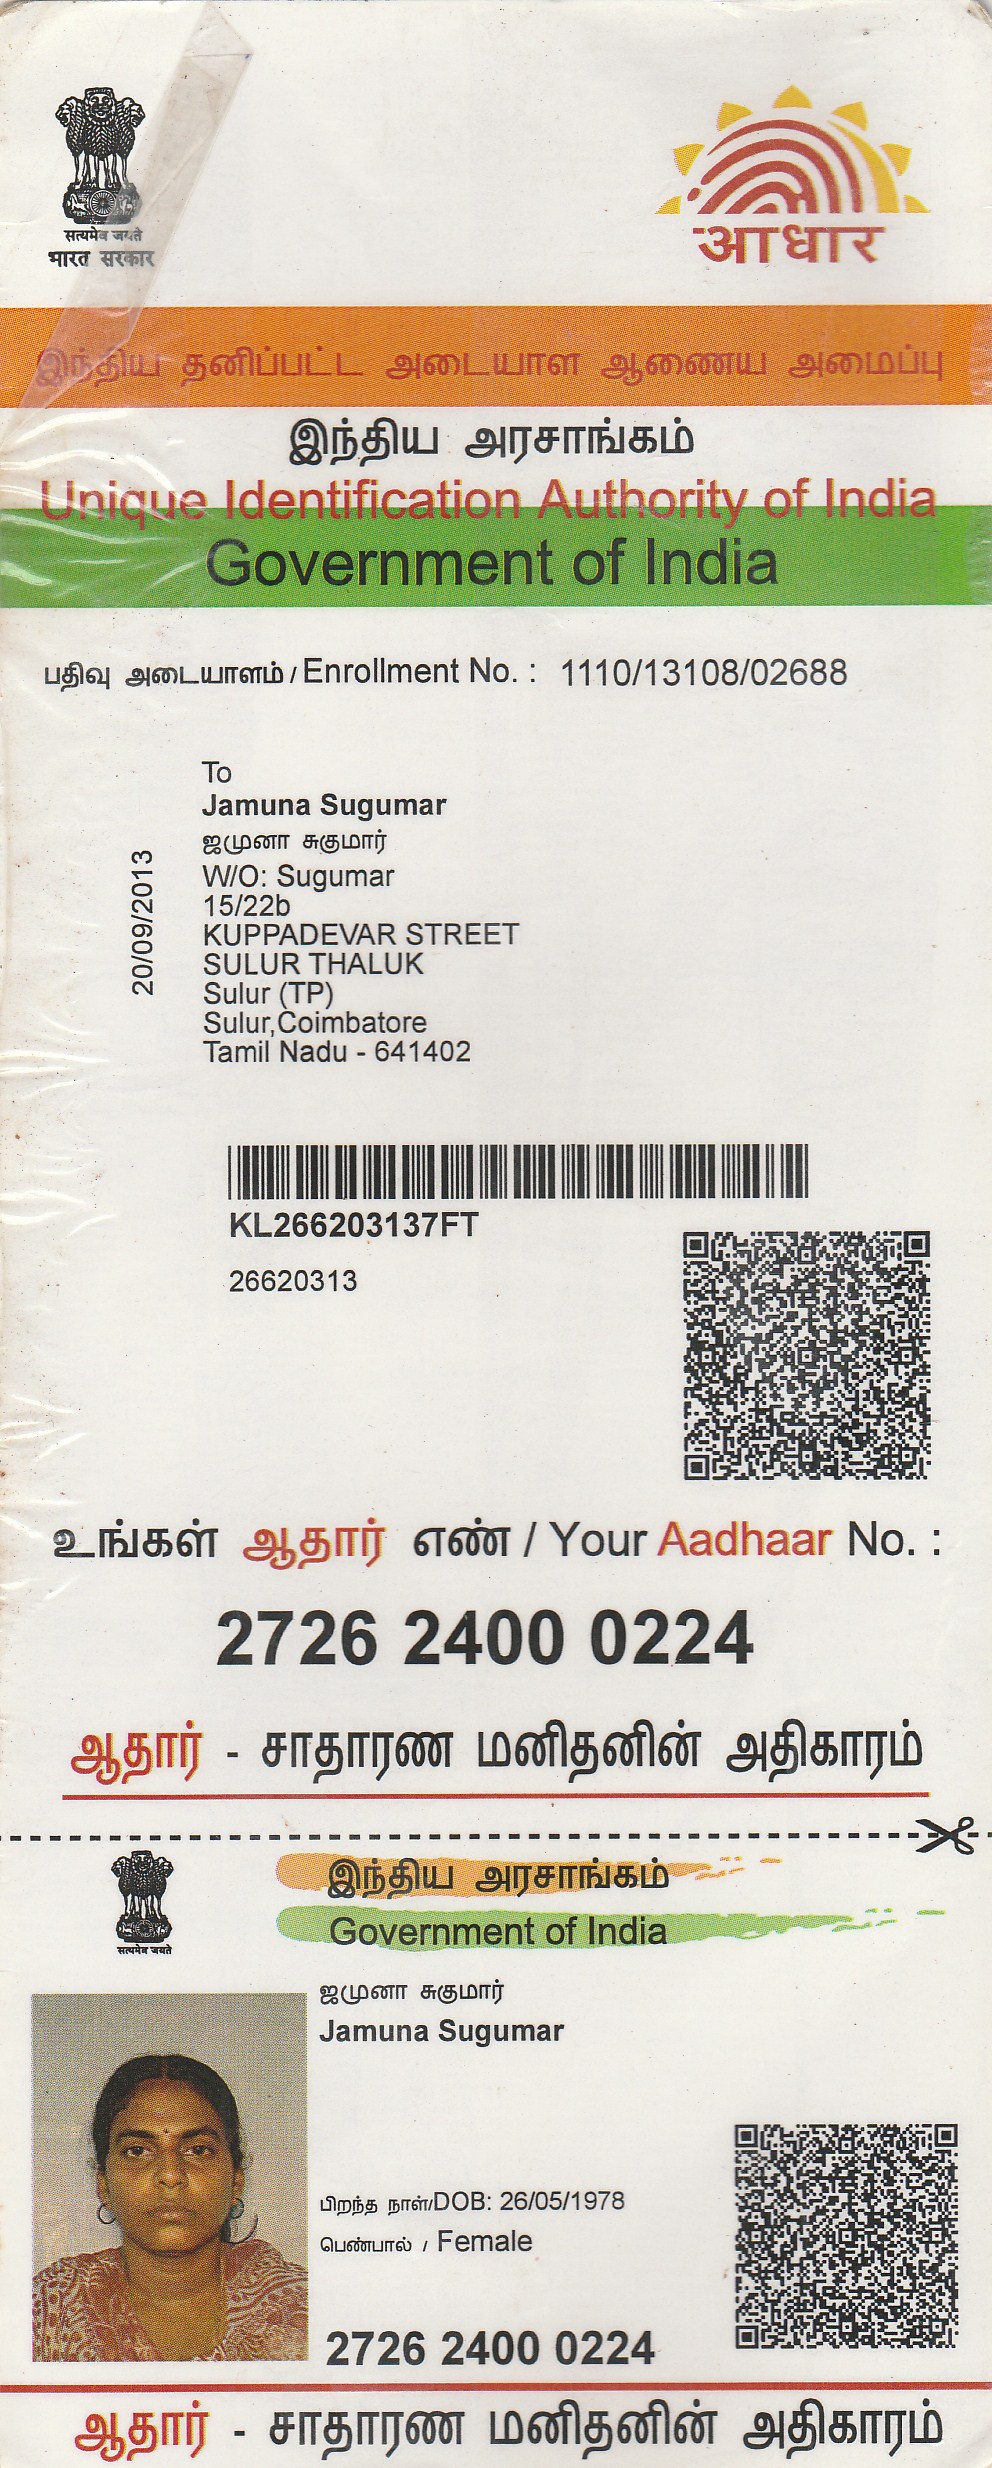 सत्यमेव जयते
भारत सरकार
आधार
இந்திய தனிப்பட்ட அடையாள ஆணைய அமைப்பு
இந்திய அரசாங்கம்
Unique Identification Authority of India
Government of India
பதிவு அடையாளம் / Enrollment No. : 1110/13108/02688
20/09/2013
To
Jamuna Sugumar
ஜமுனா சுகுமார்
W/O: Sugumar
15/22b
KUPPADEVAR STREET
SULUR THALUK
Sulur (TP)
Sulur,Coimbatore
Tamil Nadu - 641402
KL266203137FT
26620313
உங்கள் ஆதார் எண் / Your Aadhaar No. :
2726 2400 0224
ஆதார் - சாதாரண மனிதனின் அதிகாரம்
सत्यमेव जयते
இந்திய அரசாங்கம்
Government of India
ஜமுனா சுகுமார்
Jamuna Sugumar
பிறந்த நாள்/DOB: 26/05/1978
பெண்பால் / Female
2726 2400 0224
ஆதார் - சாதாரண மனிதனின் அதிகாரம்